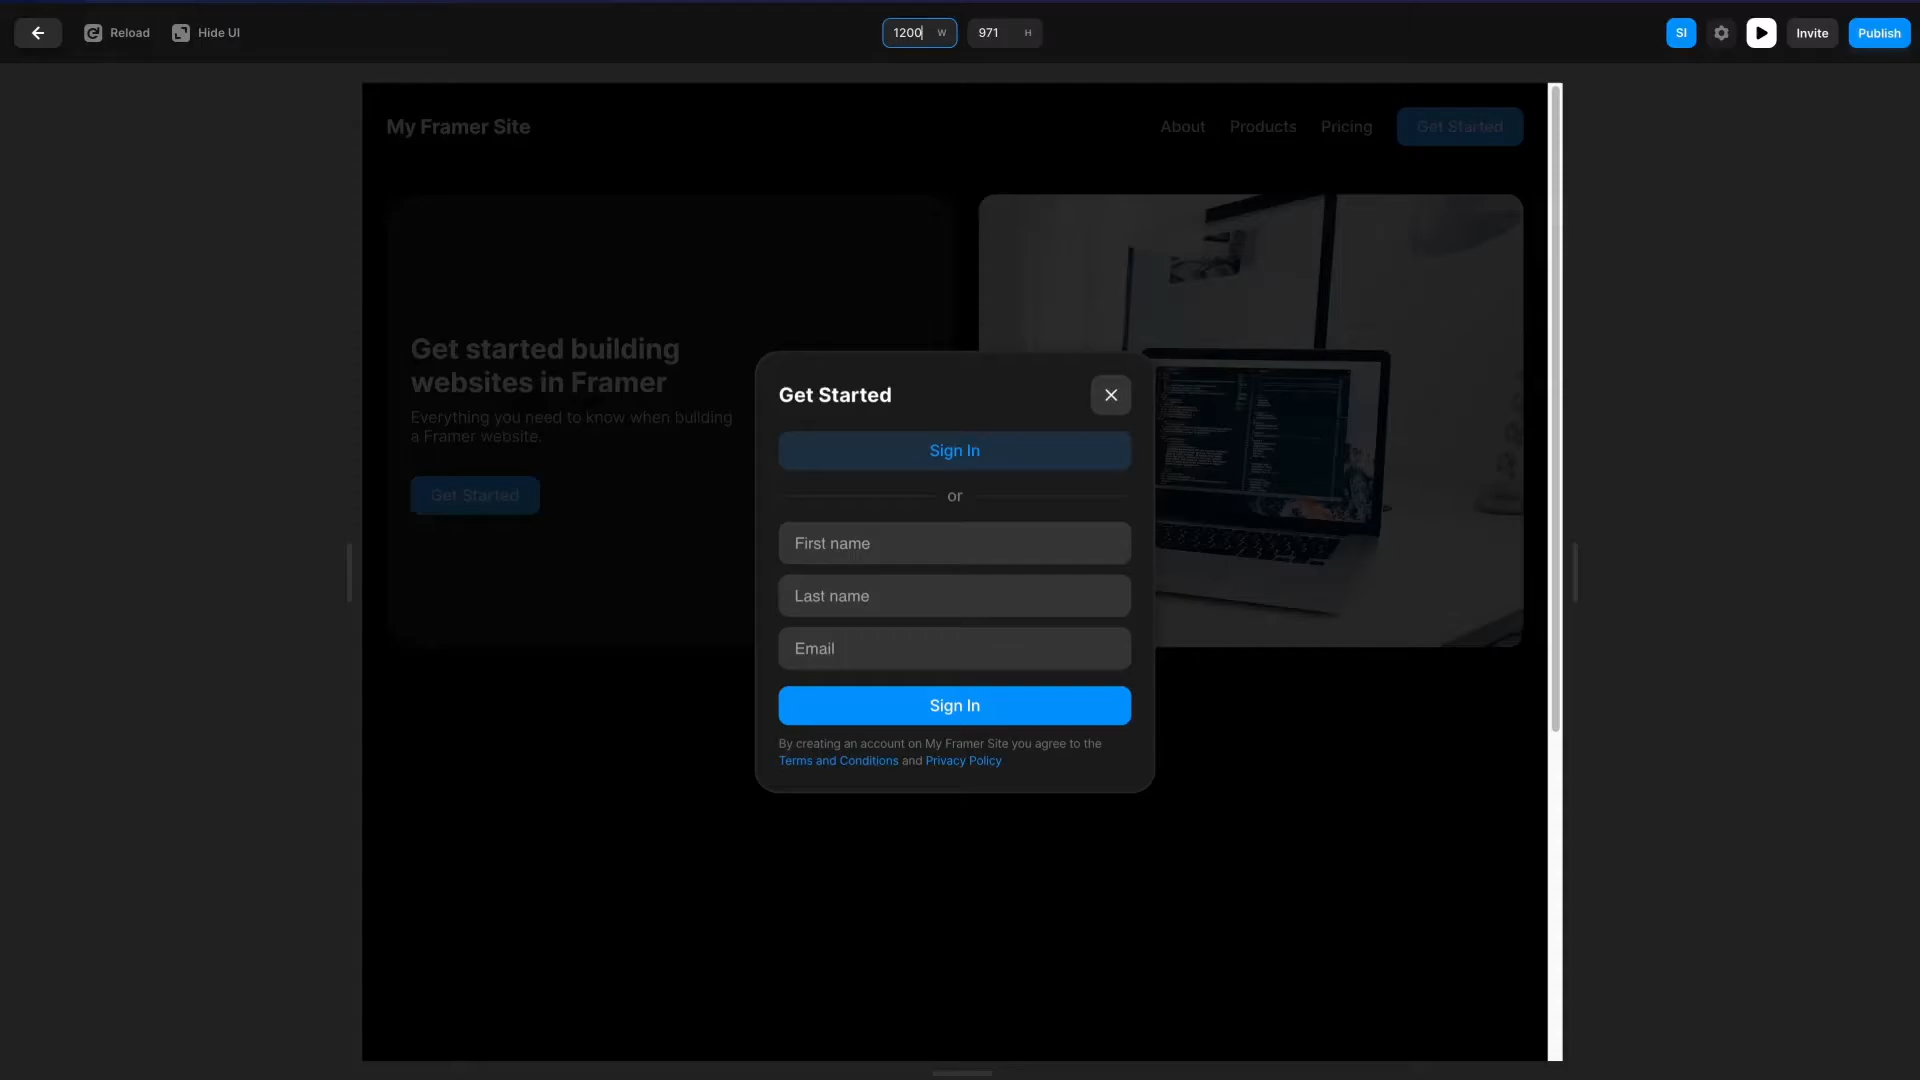 Reload
Hide UI
1200 W
971 H
SI
Invite
Publish
My Framer Site
About
Products
Pricing
Get Started
Get started building
websites in Framer
Everything you need to know when building
a Framer website.
Get Started
Get Started
Sign In
or
First name
Last name
Email
Sign In
By creating an account on My Framer Site you agree to the
Terms and Conditions and Privacy Policy